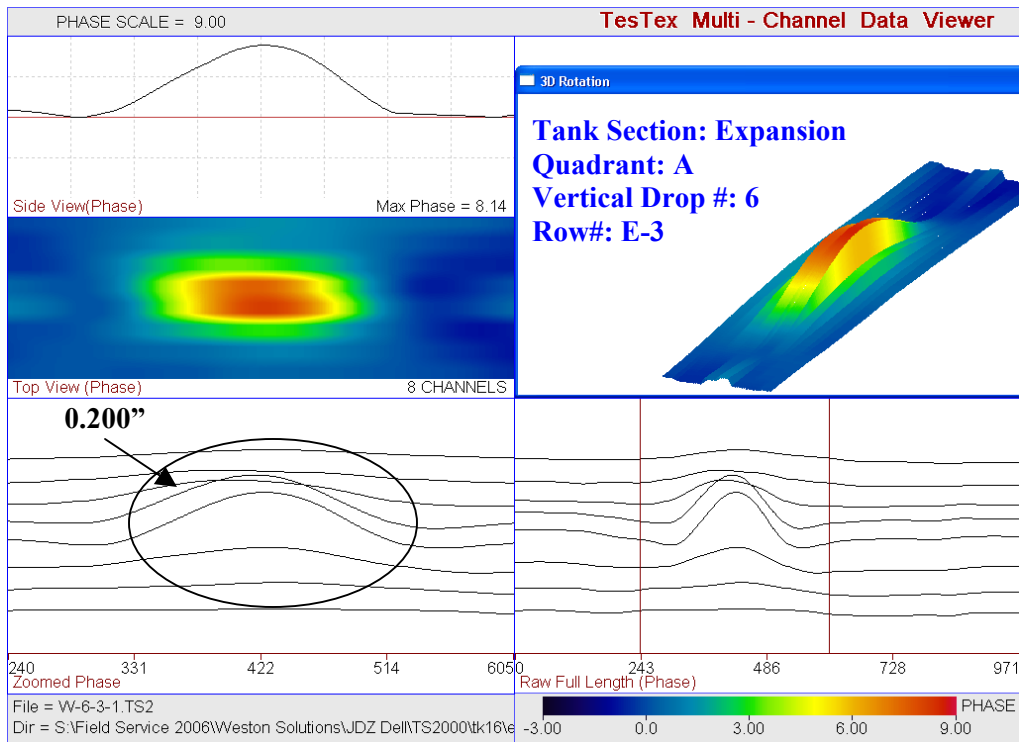 PHASE SCALE = 9.00
TesTex Multi - Channel Data Viewer
Side View(Phase)
Max Phase = 8.14
3D Rotation
Tank Section: Expansion
Quadrant: A
Vertical Drop #: 6
Row#: E-3
Top View (Phase)
8 CHANNELS
0.200”
240 331 422 514 605
Zoomed Phase
0 243 486 728 971
Raw Full Length (Phase)
File = W-6-3-1.TS2
Dir = S:\Field Service 2006\Weston Solutions\JDZ Dell\TS2000\tk16\e
PHASE
-3.00 0.0 3.00 6.00 9.00